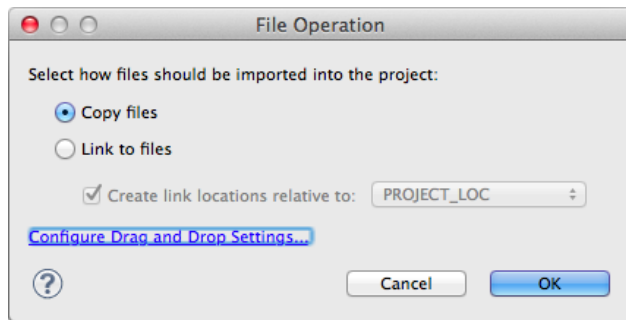 File Operation
Select how files should be imported into the project:
Copy files
Link to files
Create link locations relative to: PROJECT_LOC
Configure Drag and Drop Settings...
? Cancel OK